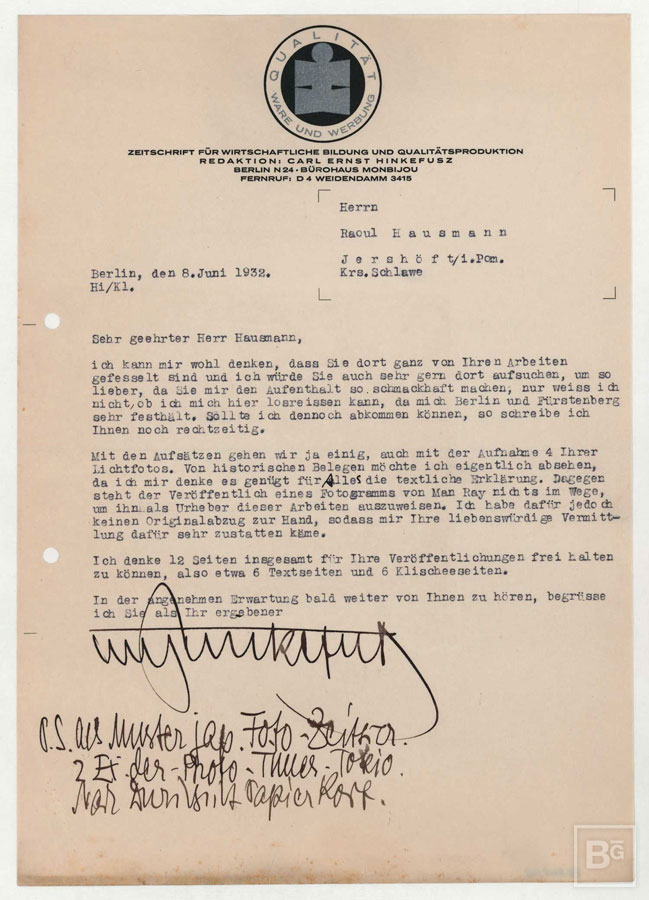 QUALITÄT
WARE UND WERBUNG
ZEITSCHRIFT FÜR WIRTSCHAFTLICHE BILDUNG UND QUALITÄTSPRODUKTION
REDAKTION: CARL ERNST HINKEFUSZ
BERLIN N24 · BÜROHAUS MONBIJOU
FERNRUF: D 4 WEIDENDAMM 3415
Herrn
Raoul Hausmann
Jershöft/i.Pom.
Krs.Schlawe
Berlin, den 8.Juni 1932.
Hi/Kl.
Sehr geehrter Herr Hausmann,
ich kann mir wohl denken, dass Sie dort ganz von Ihren Arbeiten
gefesselt sind und ich würde Sie auch sehr gern dort aufsuchen, um so
lieber, da Sie mir den Aufenthalt so schmackhaft machen, nur weiss ich
nicht, ob ich mich hier losreissen kann, da mich Berlin und Fürstenberg
sehr festhält. Sollte ich dennoch abkommen können, so schreibe ich
Ihnen noch rechtzeitig.
Mit den Aufsätzen gehen wir ja einig, auch mit der Aufnahme 4 Ihrer
Lichtfotos. Von historischen Belegen möchte ich eigentlich absehen,
da ich mir denke es genügt für Alles die textliche Erklärung. Dagegen
steht der Veröffentlich eines Fotogramms von Man Ray nichts im Wege,
um ihn als Urheber dieser Arbeiten auszuweisen. Ich habe dafür jedoch
keinen Originalabzug zur Hand, sodass mir Ihre liebenswürdige Vermitt-
lung dafür sehr zustatten käme.
Ich denke 12 Seiten insgesamt für Ihre Veröffentlichungen frei halten
zu können, also etwa 6 Textseiten und 6 Klischeeseiten.
In der angenehmen Erwartung bald weiter von Ihnen zu hören, begrüsse
ich Sie als Ihr ergebener
P.S. als Muster jap. Foto-Zeitschr.
2 Ex. der-Photo-Times-Tokio.
Nach Papierkorb.
BG